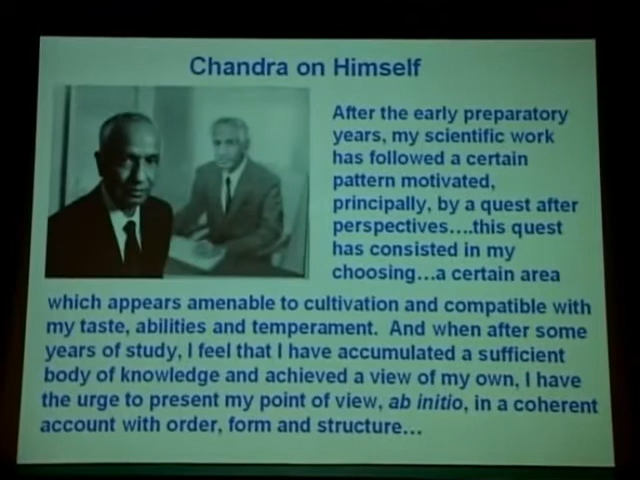 Chandra on Himself
After the early preparatory
years, my scientific work
has followed a certain
pattern motivated,
principally, by a quest after
perspectives....this quest
has consisted in my
choosing...a certain area
which appears amenable to cultivation and compatible with
my taste, abilities and temperament. And when after some
years of study, I feel that I have accumulated a sufficient
body of knowledge and achieved a view of my own, I have
the urge to present my point of view, ab initio, in a coherent
account with order, form and structure...